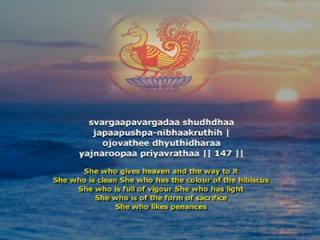 svargaapavargadaa shudhdhaa
japaapushpa-nibhaakruthih |
ojovathee dhyuthidharaa
yajnaroopaa priyavrathaa || 147 ||
She who gives heaven and the way to it
She who is clean She who has the colour of the hibiscus
She who is full of vigour She who has light
She who is of the form of sacrifice
She who likes penances